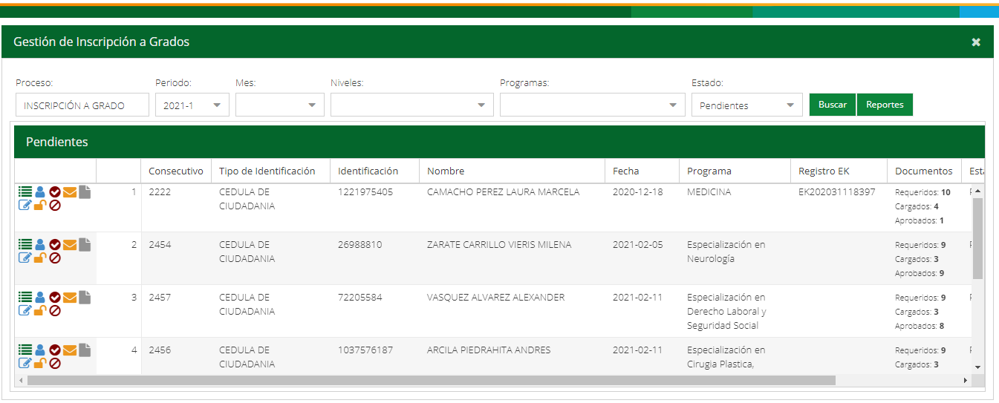 Gestión de Inscripción a Grados
Proceso: Periodo: Mes: Niveles: Programas: Estado:
INSCRIPCIÓN A GRADO 2021-1 Pendientes Buscar Reportes
Pendientes
Consecutivo Tipo de Identificación Identificación Nombre Fecha Programa Registro EK Documentos
1 2222 CEDULA DE 1221975405 CAMACHO PEREZ LAURA MARCELA 2020-12-18 MEDICINA EK202031118397 Requeridos: 10
CIUDADANIA Cargados: 4
Aprobados: 1
2 2454 CEDULA DE 26988810 ZARATE CARRILLO VIERIS MILENA 2021-02-05 Especialización en Requeridos: 9
CIUDADANIA Neurología Cargados: 3
Aprobados: 9
3 2457 CEDULA DE 72205584 VASQUEZ ALVAREZ ALEXANDER 2021-02-11 Especialización en Requeridos: 9
CIUDADANIA Derecho Laboral y Cargados: 3
Seguridad Social Aprobados: 8
4 2456 CEDULA DE 1037576187 ARCILA PIEDRAHITA ANDRES 2021-02-11 Especialización en Requeridos: 9
CIUDADANIA Cirugia Plastica, Cargados: 3